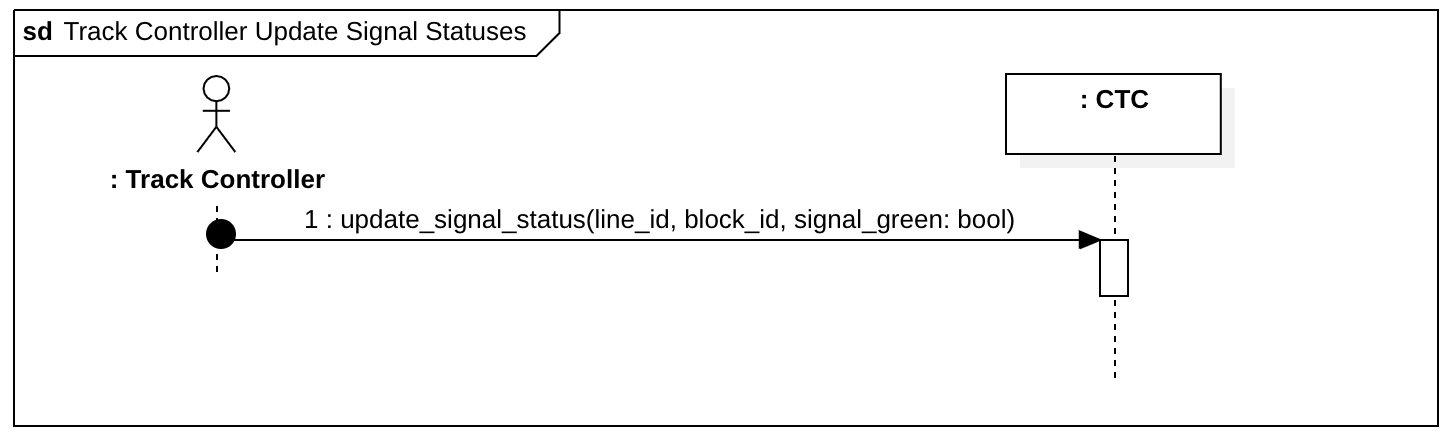 sd Track Controller Update Signal Statuses
: CTC
: Track Controller
1 : update_signal_status(line_id, block_id, signal_green: bool)